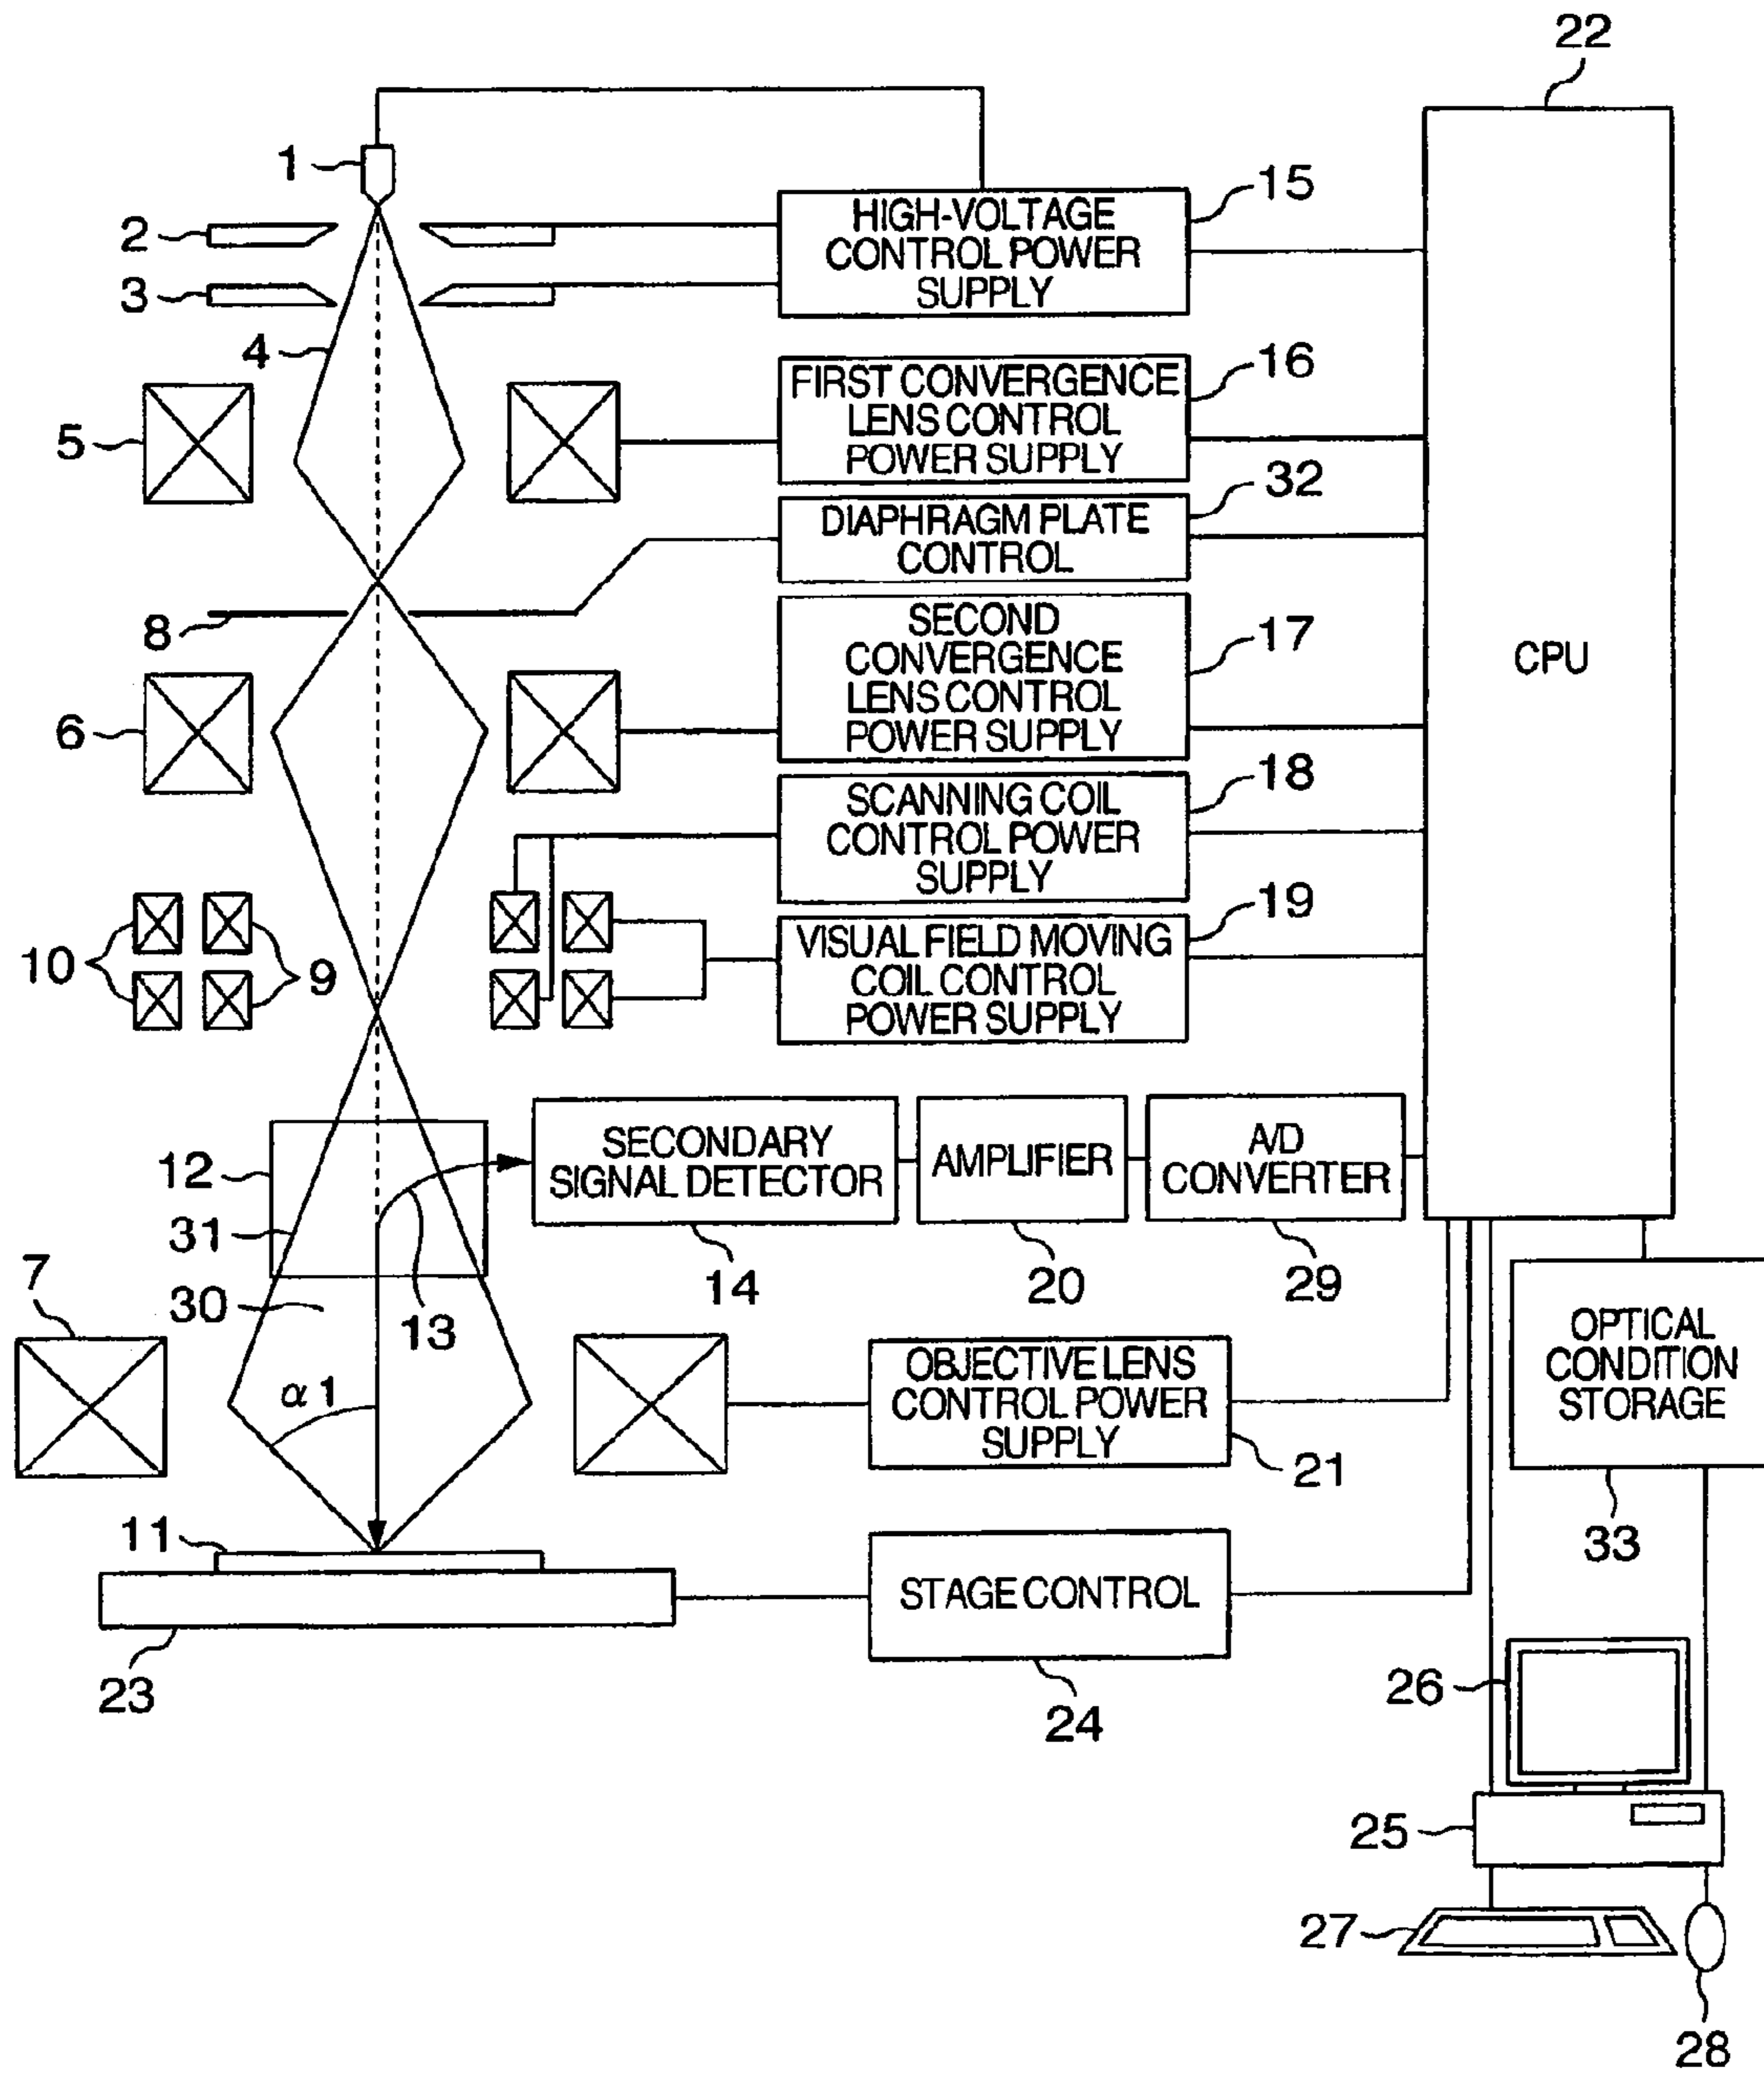 22
1
15
HIGH-VOLTAGE
CONTROL POWER
SUPPLY
2
3
4
16
FIRST CONVERGENCE
LENS CONTROL
POWER SUPPLY
5
32
DIAPHRAGM PLATE
CONTROL
8
17
SECOND
CONVERGENCE
LENS CONTROL
POWER SUPPLY
CPU
6
18
SCANNING COIL
CONTROL POWER
SUPPLY
19
VISUAL FIELD MOVING
COIL CONTROL
POWER SUPPLY
10
9
12
SECONDARY
SIGNAL DETECTOR
AMPLIFIER
A/D
CONVERTER
31
14
20
29
7
30
13
OPTICAL
CONDITION
STORAGE
α1
OBJECTIVE LENS
CONTROL POWER
SUPPLY
21
33
11
STAGE CONTROL
23
24
26
25
27
28